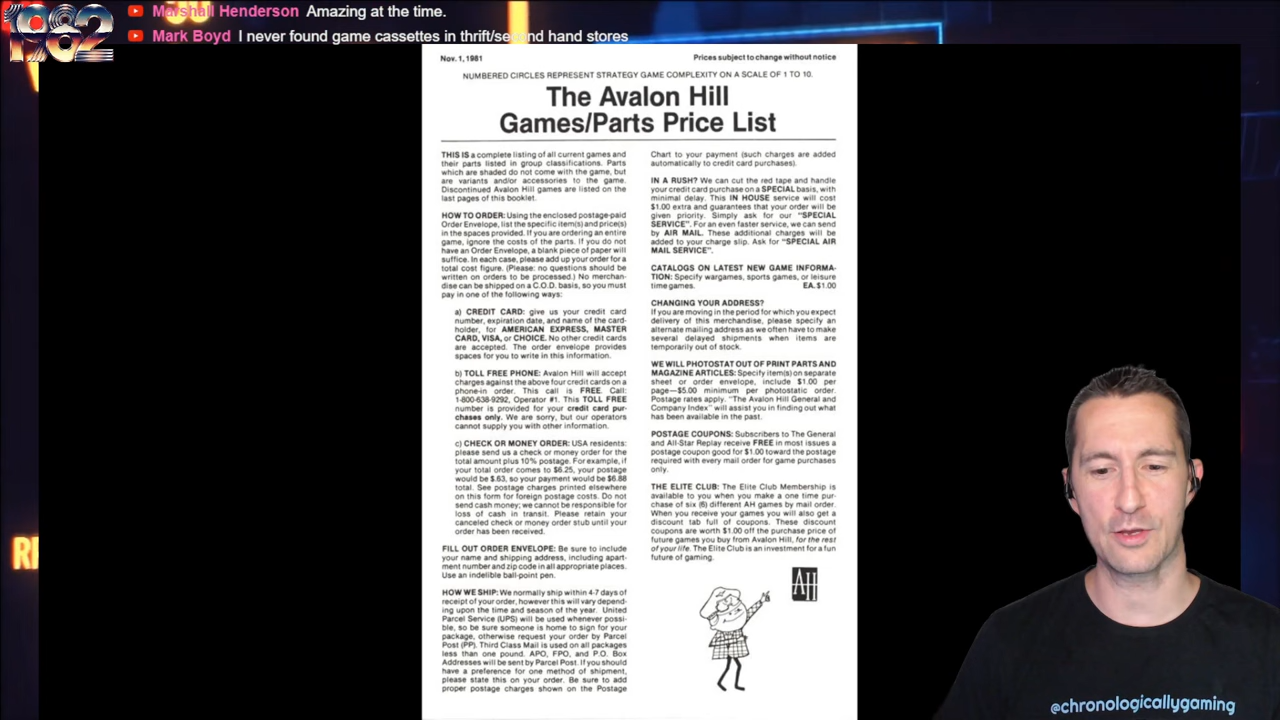 1982
Marshall Henderson Amazing at the time.
Mark Boyd I never found game cassettes in thrift/second hand stores
Nov. 1, 1981
Prices subject to change without notice
NUMBERED CIRCLES REPRESENT STRATEGY GAME COMPLEXITY ON A SCALE OF 1 TO 10.
The Avalon Hill
Games/Parts Price List
THIS IS a complete listing of all current games and
their parts listed in group classifications. Parts
which are shaded do not come with the game, but
are variants and/or accessories to the game.
Discontinued Avalon Hill games are listed on the
last pages of this booklet.
HOW TO ORDER: Using the enclosed postage-paid
Order Envelope, list the specific item(s) and price(s)
in the spaces provided. If you are ordering an entire
game, ignore the costs of the parts. If you do not
have an Order Envelope, a blank piece of paper will
suffice. In each case, please add up your order for a
total cost figure. (Please: no questions should be
written on orders to be processed.) No merchan-
dise can be shipped on a C.O.D. basis, so you must
pay in one of the following ways:
a) CREDIT CARD: give us your credit card
number, expiration date, and name of the card-
holder, for AMERICAN EXPRESS, MASTER
CARD, VISA, or CHOICE. No other credit cards
are accepted. The order envelope provides
spaces for you to write in this information.
b) TOLL FREE PHONE: Avalon Hill will accept
charges against the above four credit cards on a
phone-in order. This call is FREE. Call:
1-800-638-9292, Operator #1. This TOLL FREE
number is provided for your credit card pur-
chases only. We are sorry, but our operators
cannot supply you with other information.
c) CHECK OR MONEY ORDER: USA residents:
please send us a check or money order for the
total amount plus 10% postage. For example, if
your total order comes to $6.25, your postage
would be $.63, so your payment would be $6.88
total. See postage charges printed elsewhere
on this form for foreign postage costs. Do not
send cash money; we cannot be responsible for
loss of cash in transit. Please retain your
canceled check or money order stub until your
order has been received.
FILL OUT ORDER ENVELOPE: Be sure to include
your name and shipping address, including apart-
ment number and zip code in all appropriate places.
Use an indelible ball-point pen.
HOW WE SHIP: We normally ship within 4-7 days of
receipt of your order, however this will vary depend-
ing upon the time and season of the year. United
Parcel Service (UPS) will be used whenever possi-
ble, so be sure someone is home to sign for your
package, otherwise request your order by Parcel
Post (PP). Third Class Mail is used on all packages
less than one pound. APO, FPO, and P.O. Box
Addresses will be sent by Parcel Post. If you should
have a preference for one method of shipment,
please state this on your order. Be sure to add
proper postage charges shown on the Postage
Chart to your payment (such charges are added
automatically to credit card purchases).
IN A RUSH? We can cut the red tape and handle
your credit card purchase on a SPECIAL basis, with
minimal delay. This IN HOUSE service will cost
$1.00 extra and guarantees that your order will be
given priority. Simply ask for our "SPECIAL
SERVICE". For an even faster service, we can send
by AIR MAIL. These additional charges will be
added to your charge slip. Ask for "SPECIAL AIR
MAIL SERVICE".
CATALOGS ON LATEST NEW GAME INFORMA-
TION: Specify wargames, sports games, or leisure
time games. EA. $1.00
CHANGING YOUR ADDRESS?
If you are moving in the period for which you expect
delivery of this merchandise, please specify an
alternate mailing address as we often have to make
several delayed shipments when items are
temporarily out of stock.
WE WILL PHOTOSTAT OUT OF PRINT PARTS AND
MAGAZINE ARTICLES: Specify item(s) on separate
sheet or order envelope, include $1.00 per
page—$5.00 minimum per photostatic order.
Postage rates apply. "The Avalon Hill General and
Company Index" will assist you in finding out what
has been available in the past.
POSTAGE COUPONS: Subscribers to The General
and All-Star Replay receive FREE in most issues a
postage coupon good for $1.00 toward the postage
required with every mail order for game purchases
only.
THE ELITE CLUB: The Elite Club Membership is
available to you when you make a one time pur-
chase of six (6) different AH games by mail order.
When you receive your games you will also get a
discount tab full of coupons. These discount
coupons are worth $1.00 off the purchase price of
future games you buy from Avalon Hill, for the rest
of your life. The Elite Club is an investment for a fun
future of gaming.
AH
@chronologicallygaming